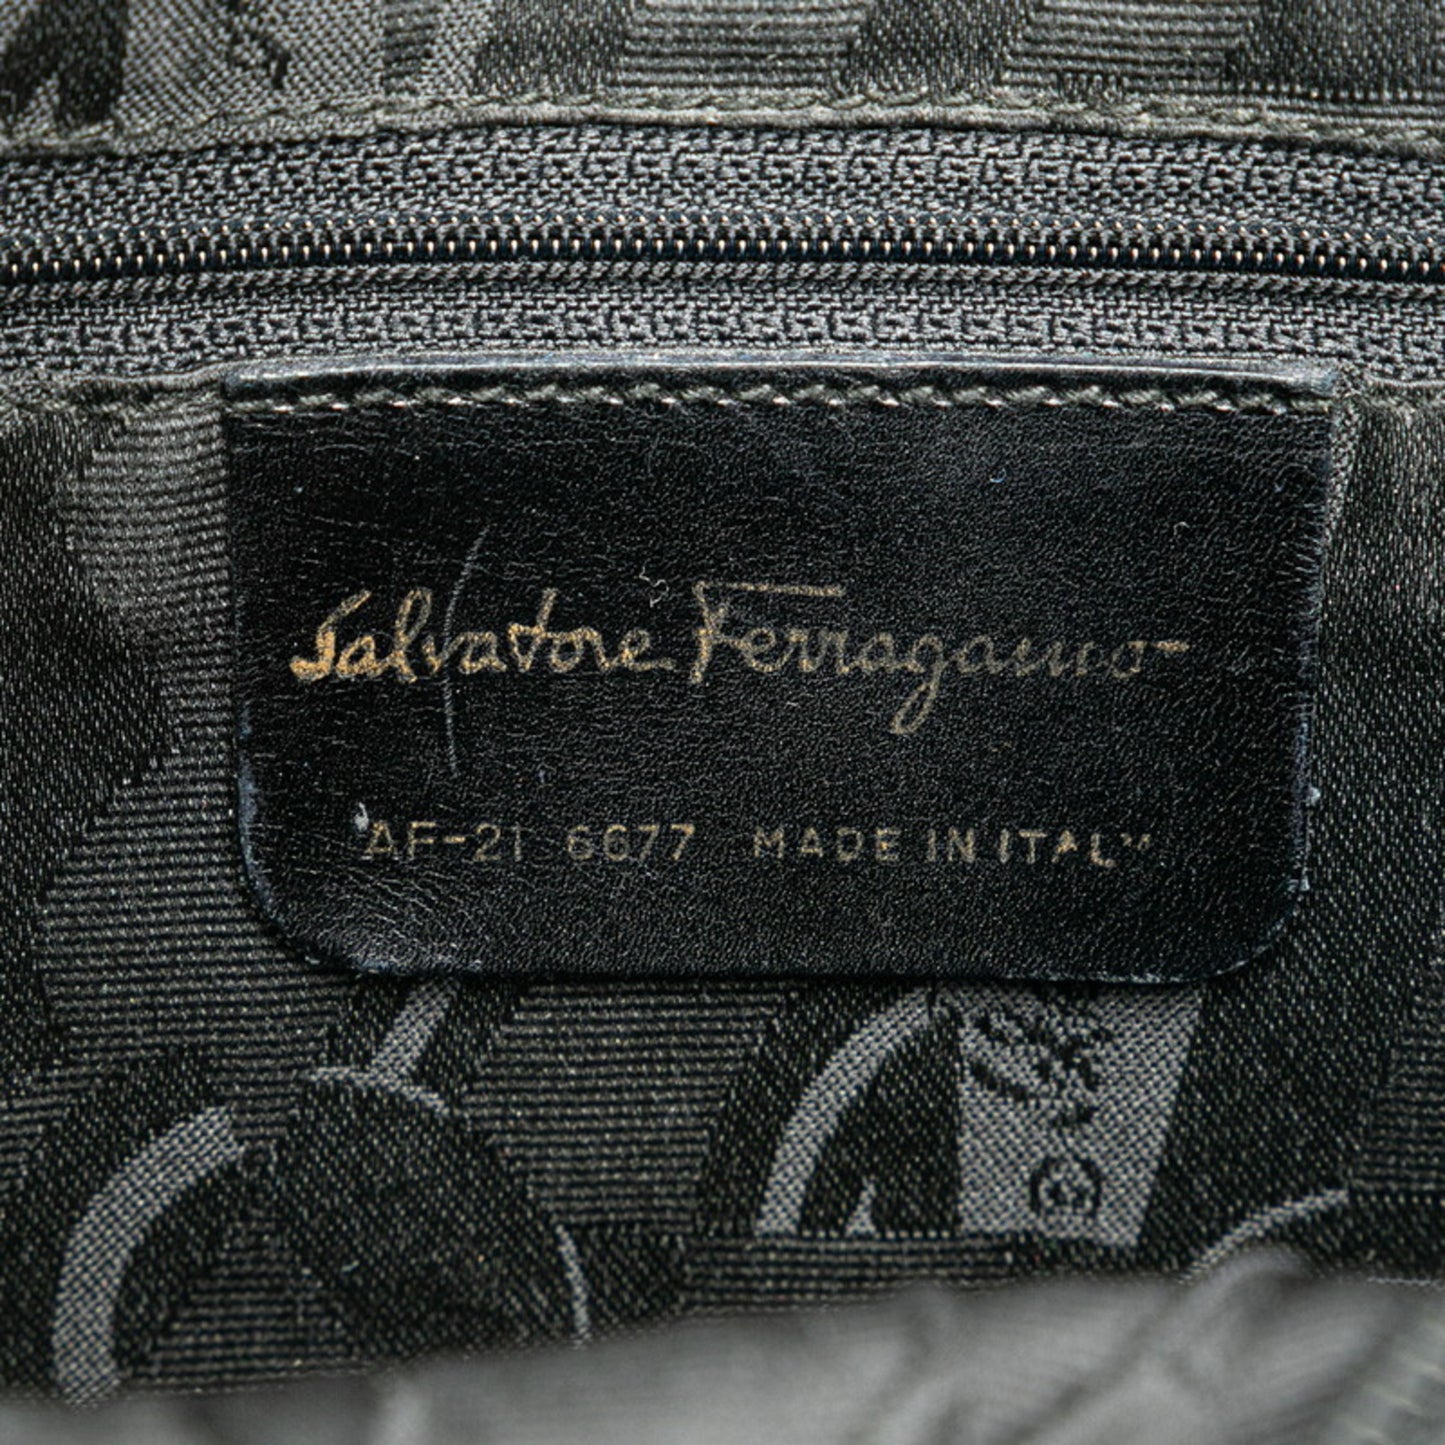 Salvatore Ferragamo
AF-21 6677 MADE IN ITALY